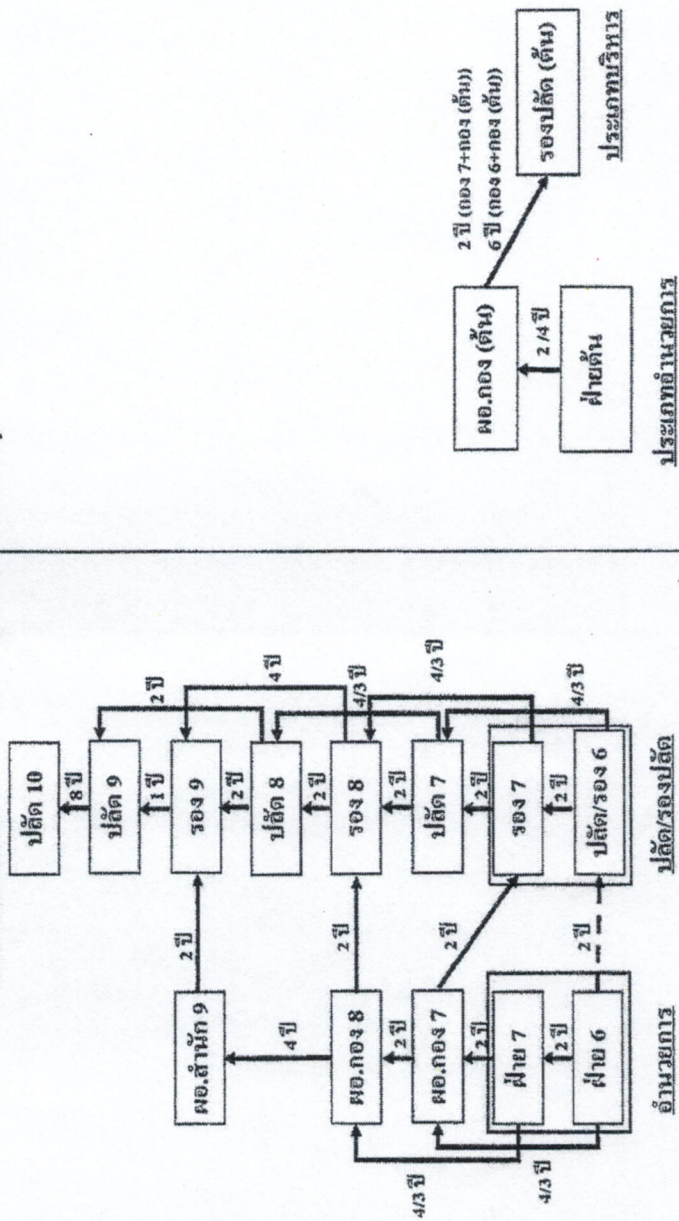 ปลัด 10
8 ปี
ปลัด 9
2 ปี
1 ปี
ผอ.สำนัก 9
2 ปี
รอง 9
4 ปี
2 ปี
ปลัด 8
4 ปี
2 ปี
4/3 ปี
ผอ.กอง 8
2 ปี
รอง 8
4/3 ปี
2 ปี
2 ปี
4/3 ปี
ผอ.กอง 7
2 ปี
ปลัด 7
2 ปี
2 ปี
4/3 ปี
ฝ่าย 7
รอง 7
4/3 ปี
2 ปี
2 ปี
ฝ่าย 6
2 ปี
ปลัด/รอง 6
อำนวยการ
ปลัด/รองปลัด
2 ปี (กอง 7+กอง (ต้น))
6 ปี (กอง 6+กอง (ต้น))
ผอ.กอง (ต้น)
รองปลัด (ต้น)
2 /4 ปี
ฝ่ายต้น
ประเภทบริหาร
ประเภทอำนวยการ